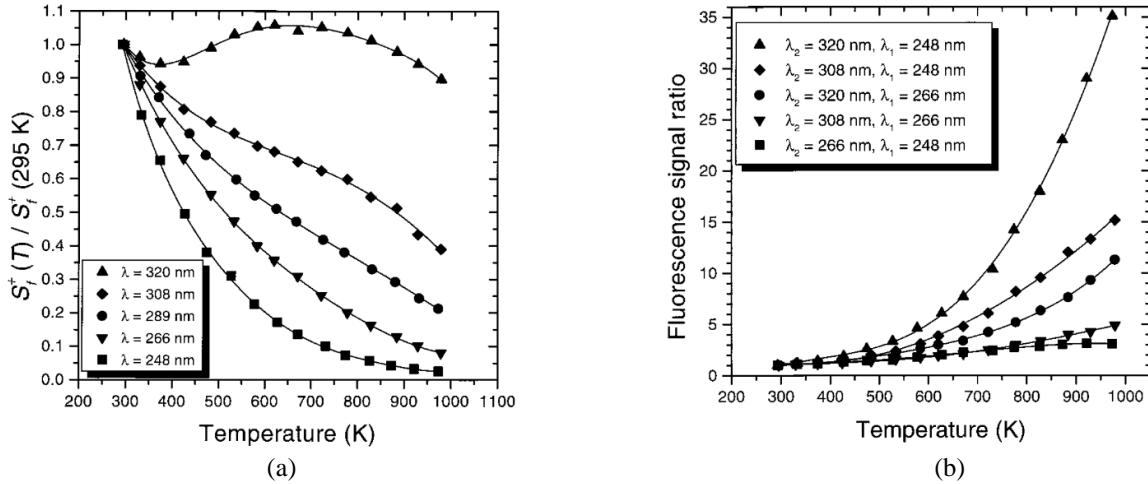 1.1
1.0
0.9
0.8
0.7
0.6
0.5
0.4
0.3
0.2
0.1
0.0
S_f^+ (T) / S_f^+ (295 K)
λ = 320 nm
λ = 308 nm
λ = 289 nm
λ = 266 nm
λ = 248 nm
200 300 400 500 600 700 800 900 1000 1100
Temperature (K)
(a)
35
30
25
20
15
10
5
0
Fluorescence signal ratio
λ₂ = 320 nm, λ₁ = 248 nm
λ₂ = 308 nm, λ₁ = 248 nm
λ₂ = 320 nm, λ₁ = 266 nm
λ₂ = 308 nm, λ₁ = 266 nm
λ₂ = 266 nm, λ₁ = 248 nm
200 300 400 500 600 700 800 900 1000
Temperature (K)
(b)